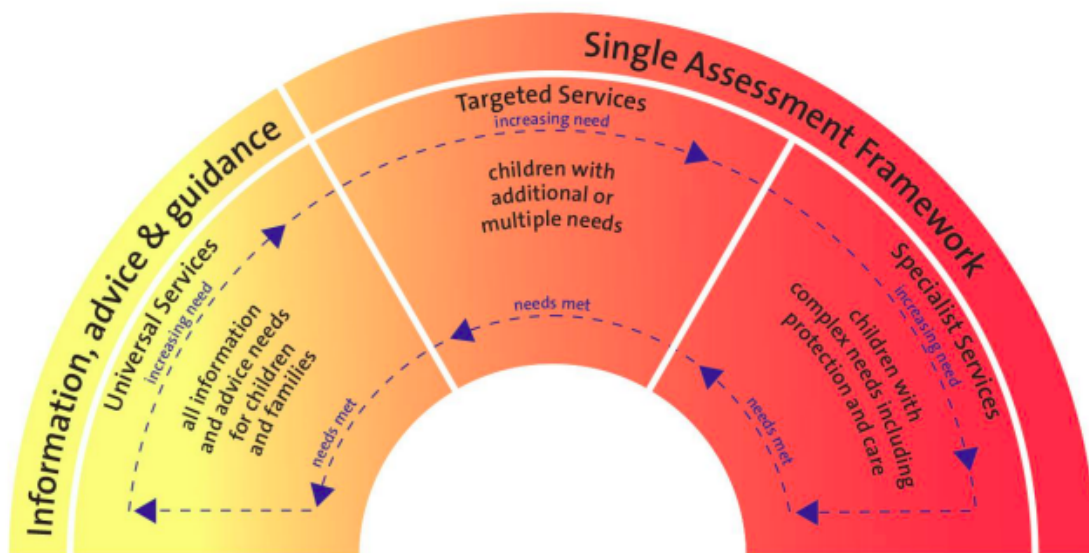 Information, advice & guidance
Single Assessment Framework
Universal Services
increasing need
all information
and advice needs
for children
and families
needs met
Targeted Services
increasing need
children with
additional or
multiple needs
needs met
Specialist Services
increasing need
children with
complex needs including
protection and care
needs met